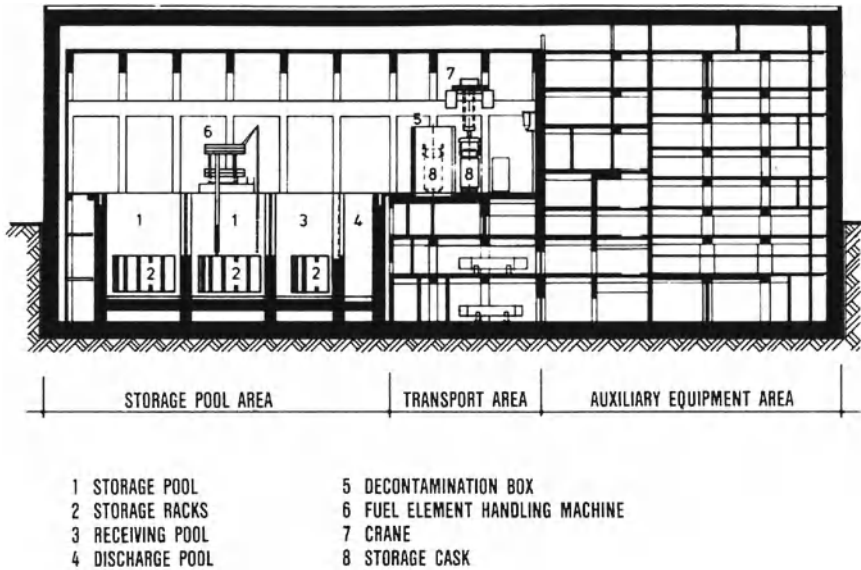 7
5
6
8 8
1 1 3 4
2 2 2
STORAGE POOL AREA TRANSPORT AREA AUXILIARY EQUIPMENT AREA
1 STORAGE POOL
2 STORAGE RACKS
3 RECEIVING POOL
4 DISCHARGE POOL
5 DECONTAMINATION BOX
6 FUEL ELEMENT HANDLING MACHINE
7 CRANE
8 STORAGE CASK